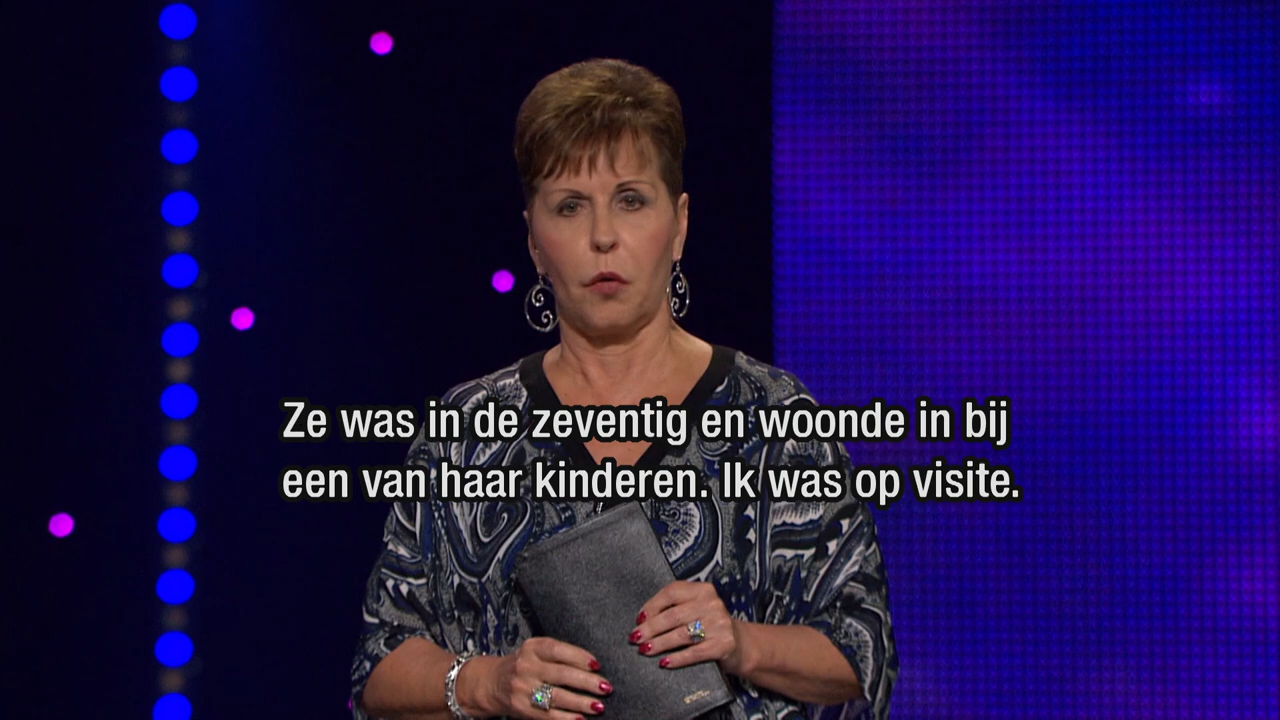 Ze was in de zeventig en woonde in bij
een van haar kinderen. Ik was op visite.